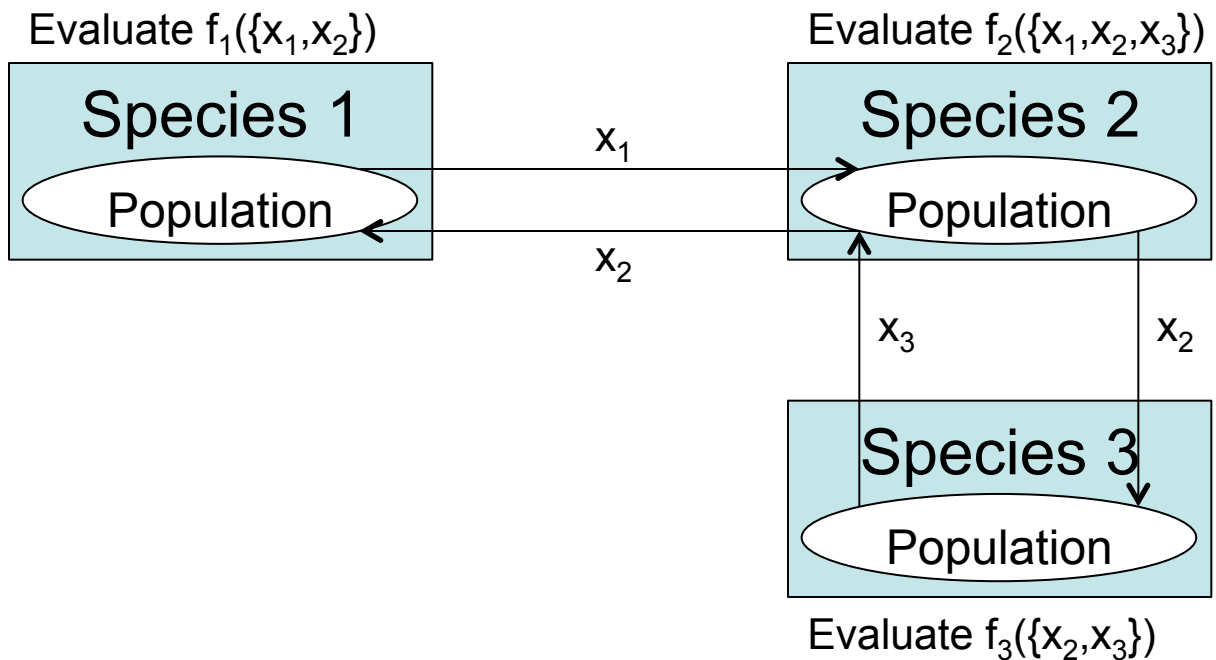 Evaluate f₁({x₁,x₂})
Species 1
Population
x₁
x₂
Evaluate f₂({x₁,x₂,x₃})
Species 2
Population
x₃
x₂
Species 3
Population
Evaluate f₃({x₂,x₃})